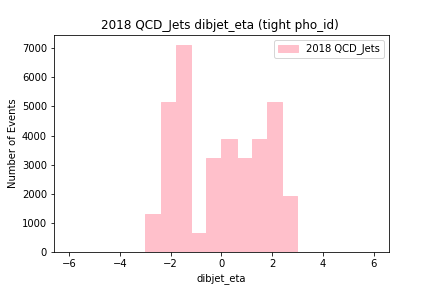 2018 QCD_Jets dibjet_eta (tight pho_id)
2018 QCD_Jets
Number of Events
7000
6000
5000
4000
3000
2000
1000
0
−6 −4 −2 0 2 4 6
dibjet_eta